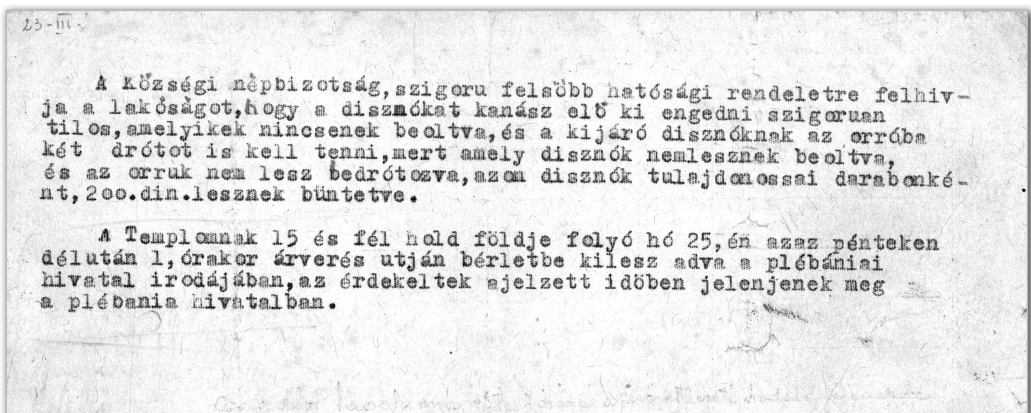 23-III-
A Községi népbizotság,szigoru felsöbb hatósági rendeletre felhiv-
ja a lakóságot,hogy a disznókat kanász elő ki engedni szigoruan
tilos,amelyikek nincsenek beoltva,és a kijáró disznóknak az orróba
két drótot is kell tenni,mert amely disznók nemlesznek beoltva,
és az orruk nem lesz bedrótozva,azon disznók tulajdonossai darabonké-
nt,200.din.lesznek büntetve.
A Templomnak 15 és fél hold földje folyó hó 25,én azaz pénteken
délután 1,órakor árverés utján bérletbe kilesz adva a plébániai
hivatal irodájában,az érdekeltek ajelzett idöben jelenjenek meg
a plébania hivatalban.